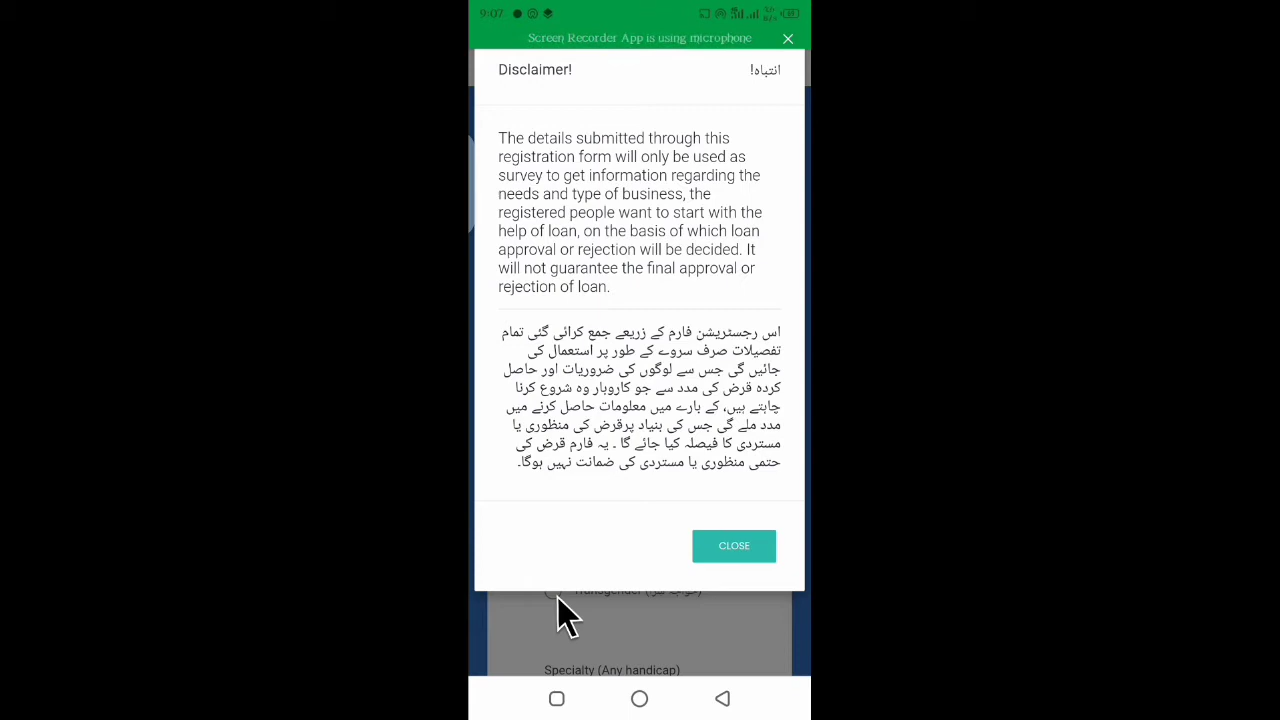 9:07
Screen Recorder App is using microphone
Disclaimer!
انتباہ!
The details submitted through this
registration form will only be used as
survey to get information regarding the
needs and type of business, the
registered people want to start with the
help of loan, on the basis of which loan
approval or rejection will be decided. It
will not guarantee the final approval or
rejection of loan.
اس رجسٹریشن فارم کے زریعے جمع کرائی گئی تمام
تفصیلات صرف سروے کے طور پر استعمال کی
جائیں گی جس سے لوگوں کی ضروریات اور حاصل
کردہ قرض کی مدد سے جو کاروبار وہ شروع کرنا
چاہتے ہیں، کے بارے میں معلومات حاصل کرنے میں
مدد ملے گی جس کی بنیاد پرقرض کی منظوری یا
مستردی کا فیصلہ کیا جائے گا ۔ یہ فارم قرض کی
حتمی منظوری یا مستردی کی ضمانت نہیں ہوگا۔
CLOSE
Transgender (خواجہ سرا)
Specialty (Any handicap)